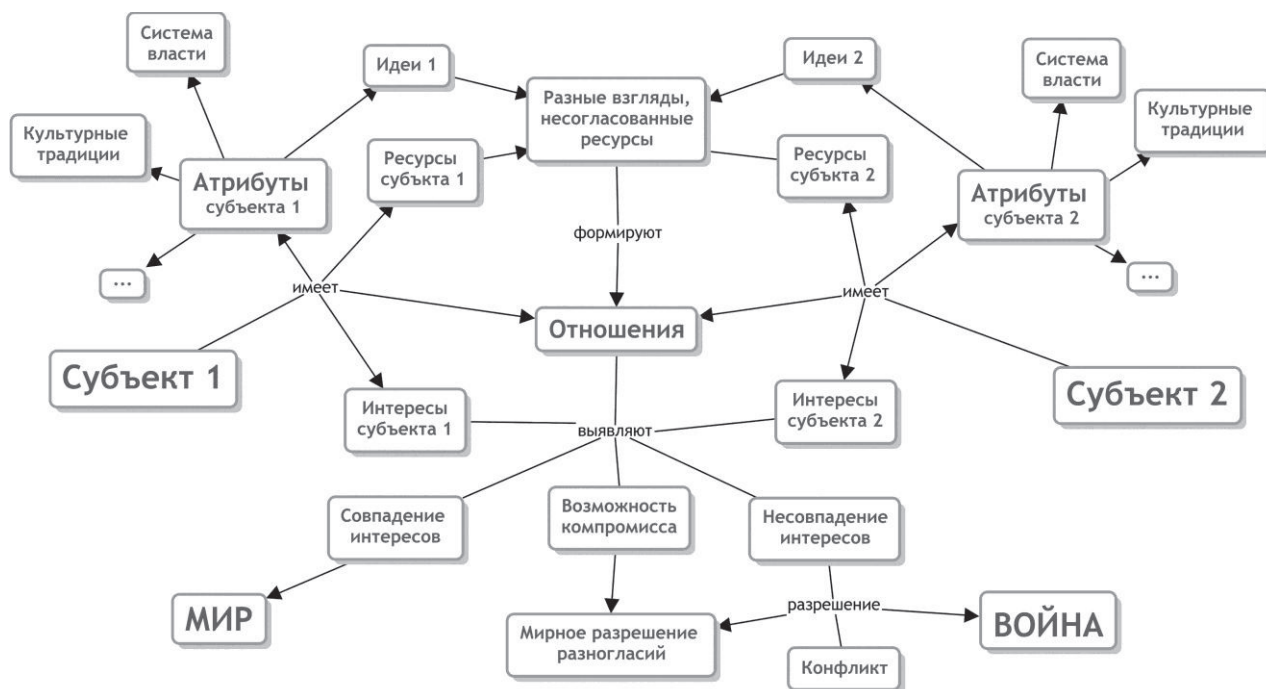 Система
власти
Идеи 1
Идеи 2
Система
власти
Разные взгляды,
несогласованные
ресурсы
Культурные
традиции
Культурные
традиции
Ресурсы
субъкта 1
Ресурсы
субъкта 2
Атрибуты
субъекта 1
Атрибуты
субъекта 2
формируют
...
...
имеет
имеет
Отношения
Субъект 1
Субъект 2
Интересы
субъекта 1
Интересы
субъекта 2
выявляют
Совпадение
интересов
Возможность
компромисса
Несовпадение
интересов
МИР
разрешение
ВОЙНА
Мирное разрешение
разногласий
Конфликт